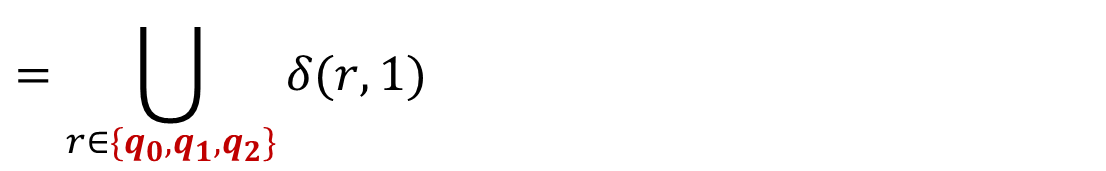 = ⋃ δ(r, 1)
r∈{q₀,q₁,q₂}